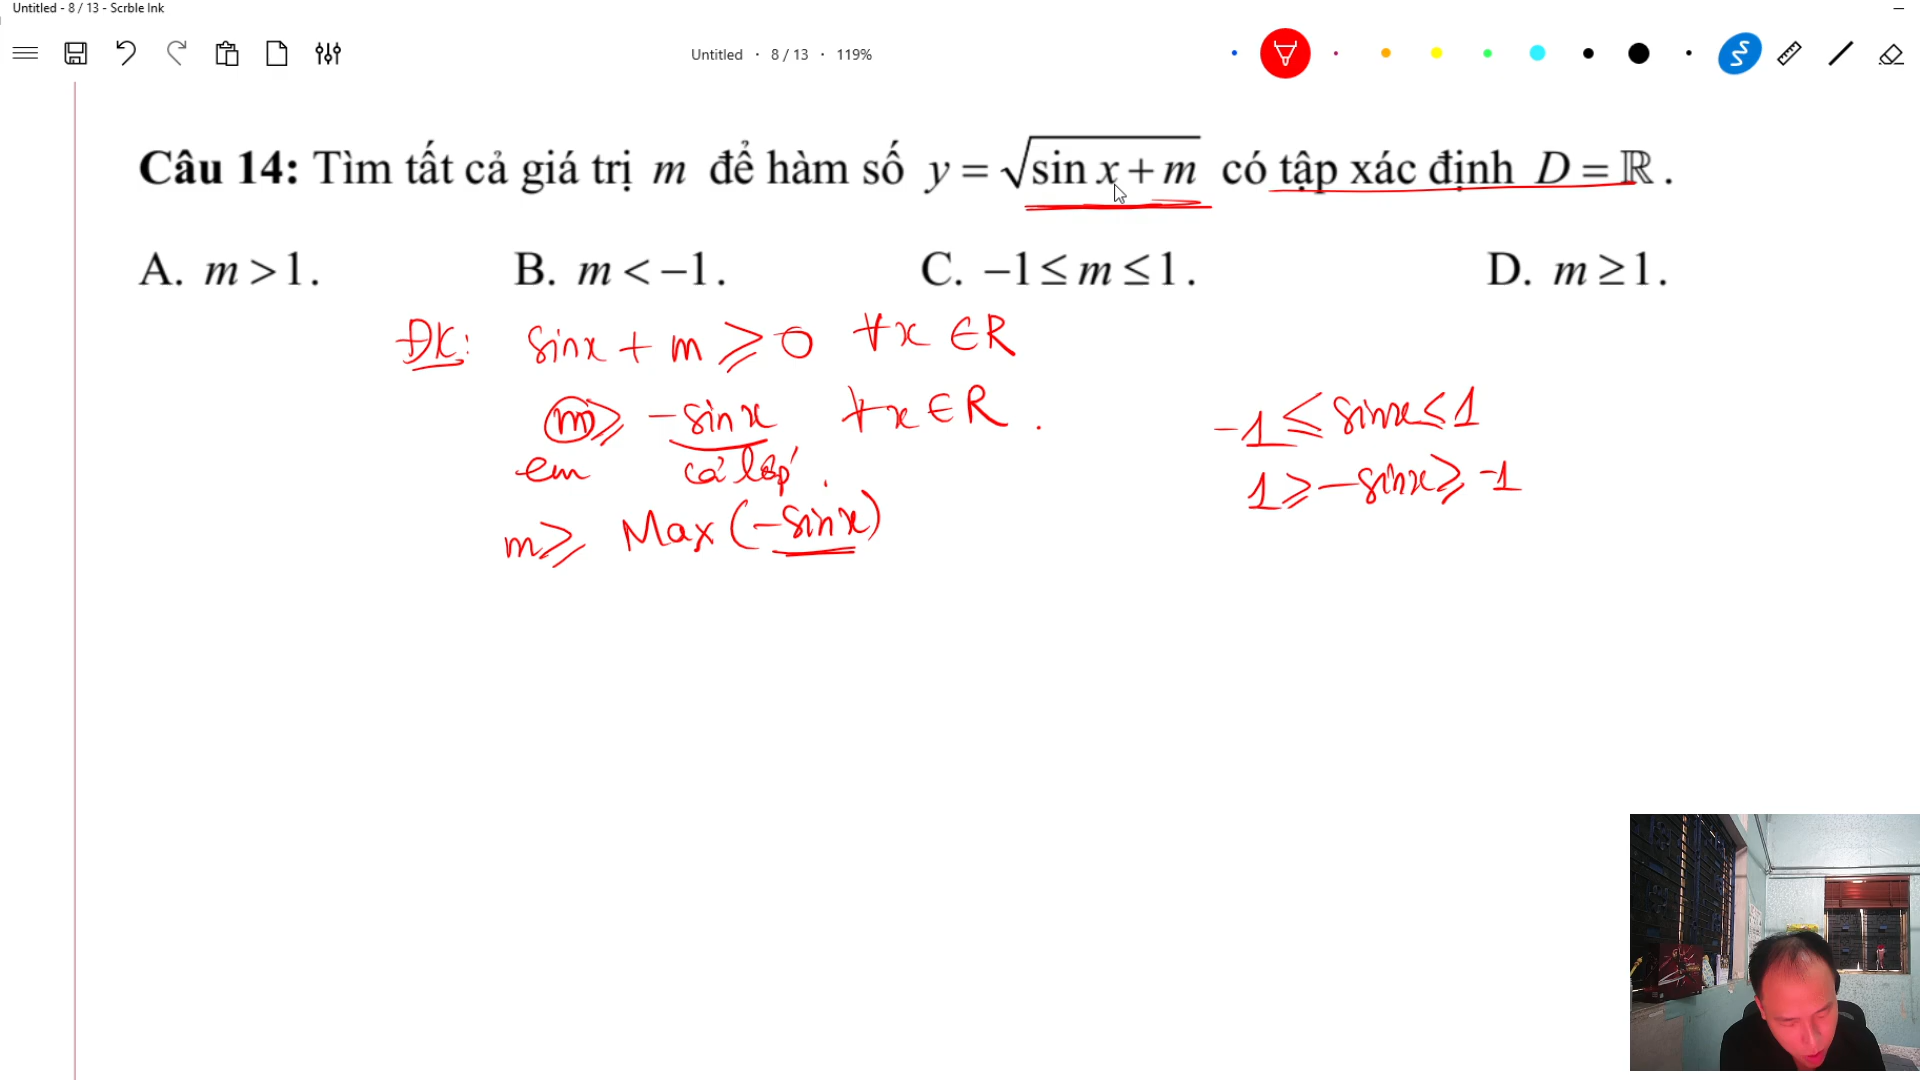 Untitled - 8 / 13 - Scrble Ink
Untitled · 8 / 13 · 119%
Câu 14: Tìm tất cả giá trị m để hàm số y = √(sin x + m) có tập xác định D = ℝ.
A. m > 1. B. m < −1. C. −1 ≤ m ≤ 1. D. m ≥ 1.
ĐK: sinx + m ≥ 0 ∀x ∈ R
m ≥ −sinx ∀x ∈ R.
em cả lớp
m ≥ Max(−sinx)
−1 ≤ sinx ≤ 1
1 ≥ −sinx ≥ −1